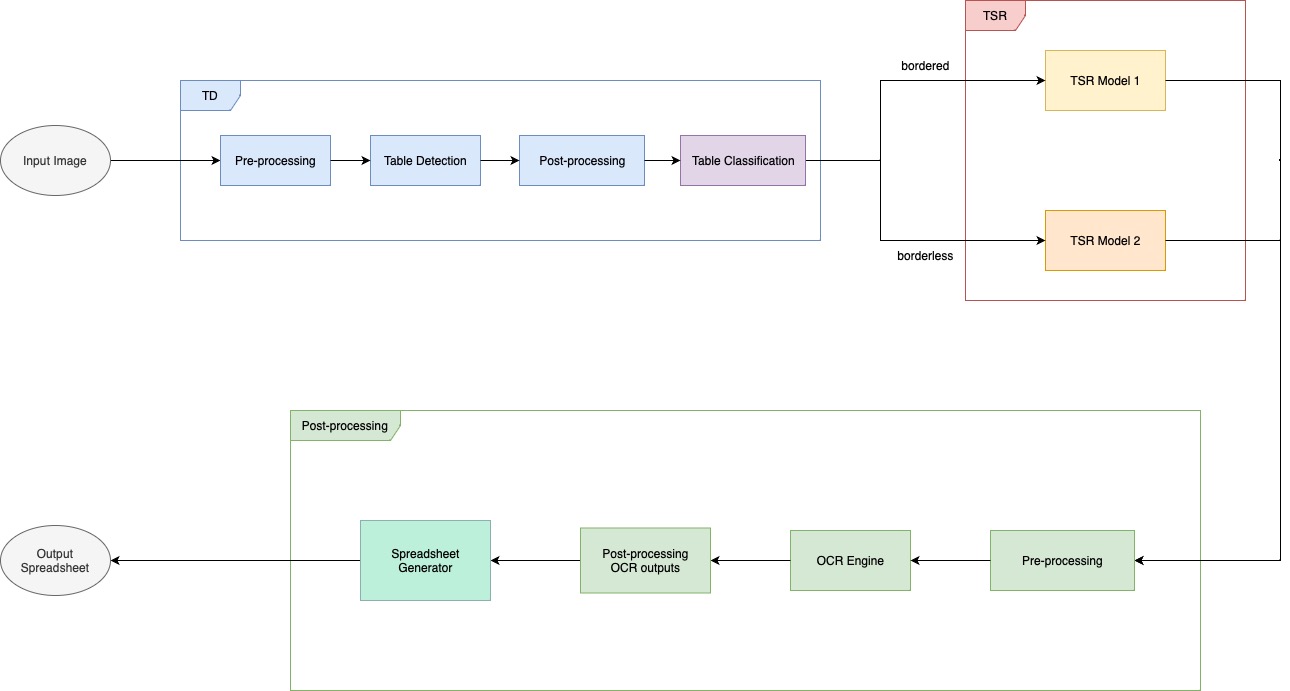 TSR
bordered
TSR Model 1
TD
Input Image
Pre-processing
Table Detection
Post-processing
Table Classification
TSR Model 2
borderless
Post-processing
Output
Spreadsheet
Spreadsheet
Generator
Post-processing
OCR outputs
OCR Engine
Pre-processing